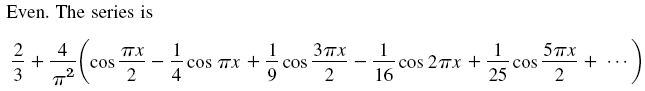 Even. The series is
2/3 + 4/π² (cos πx/2 − 1/4 cos πx + 1/9 cos 3πx/2 − 1/16 cos 2πx + 1/25 cos 5πx/2 + ⋯)